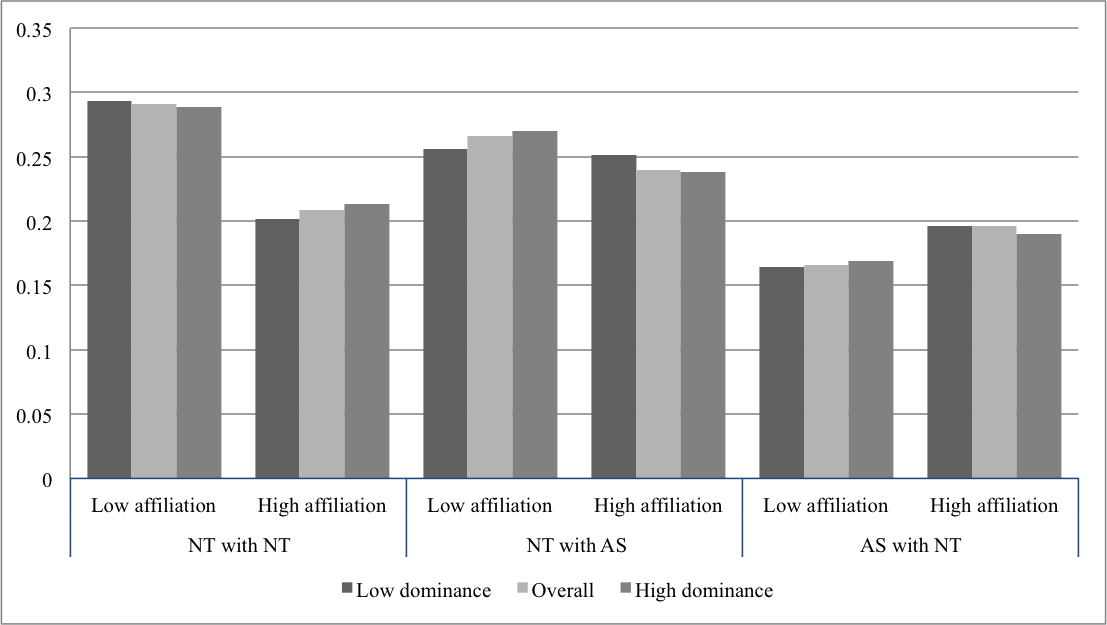 0.35
0.3
0.25
0.2
0.15
0.1
0.05
0
Low affiliation High affiliation Low affiliation High affiliation Low affiliation High affiliation
NT with NT NT with AS AS with NT
Low dominance Overall High dominance